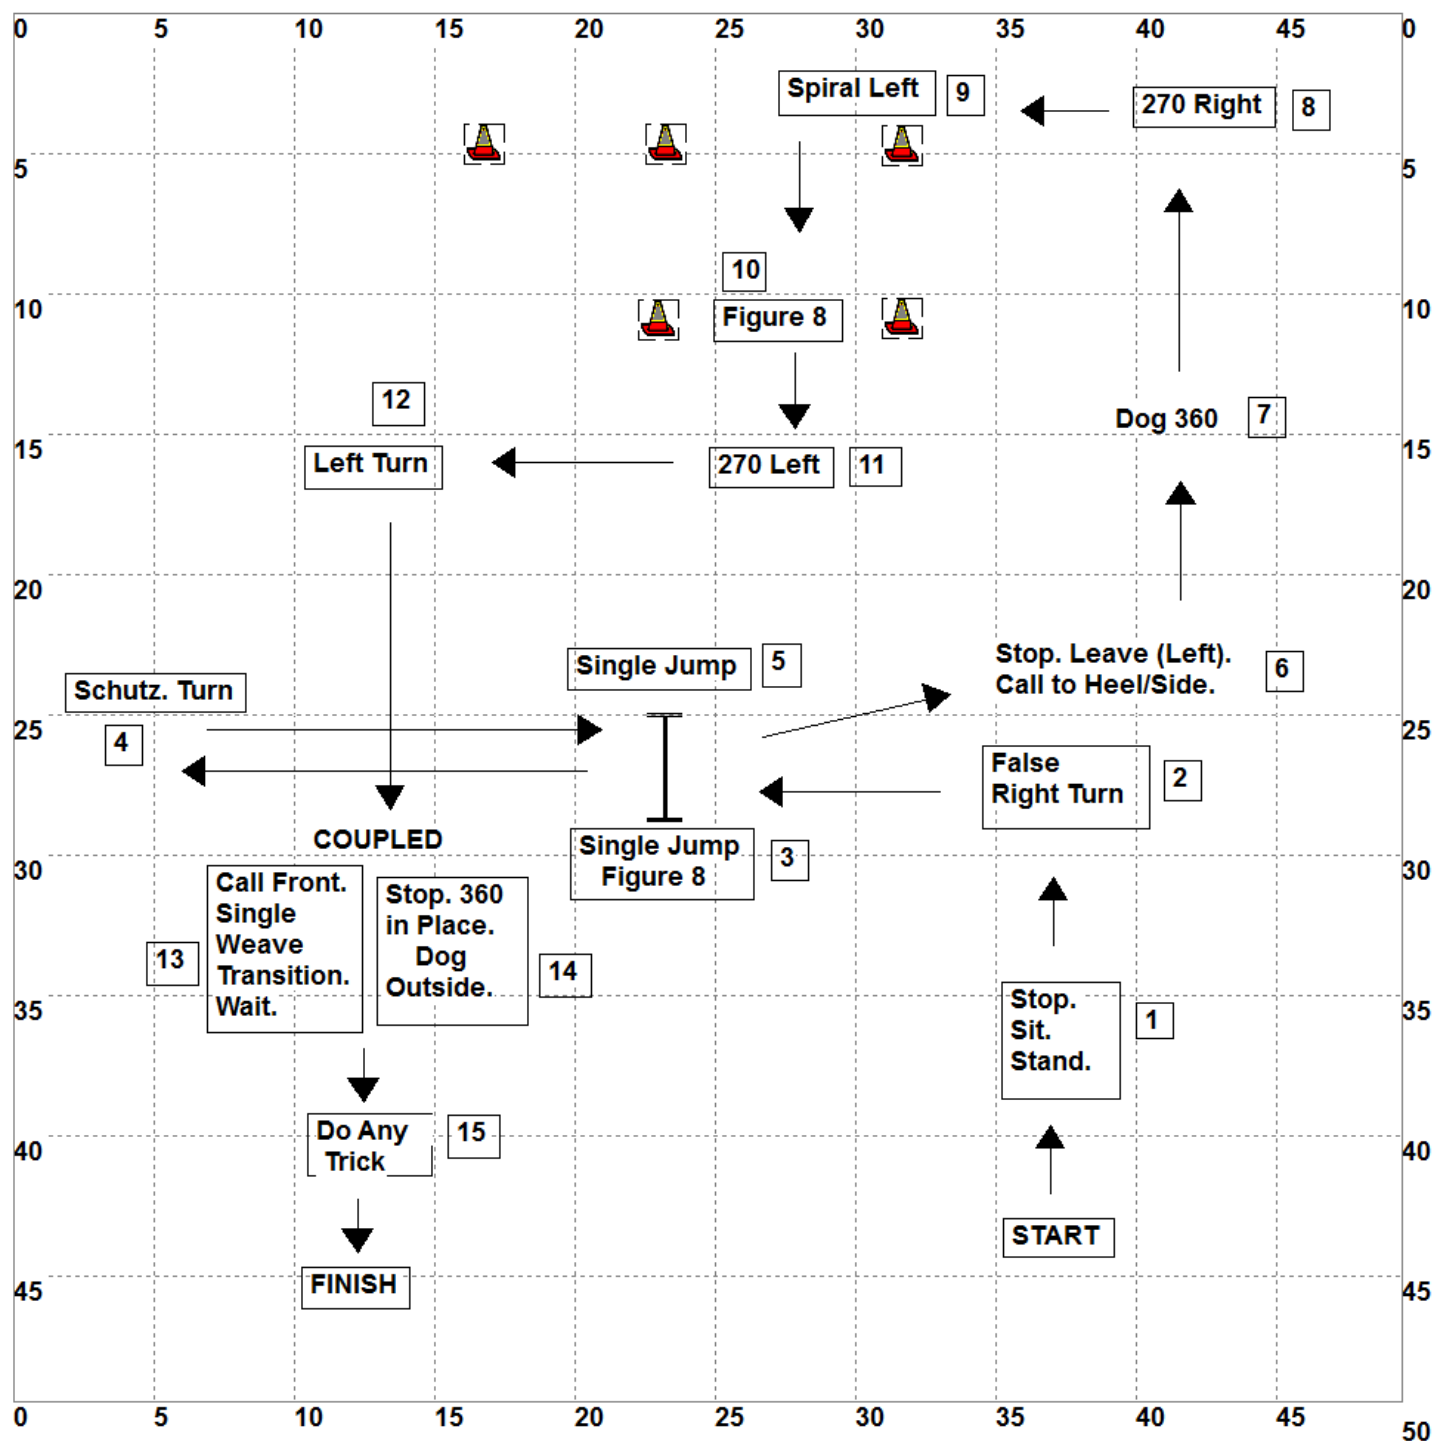 0 5 10 15 20 25 30 35 40 45 0
Spiral Left 9
270 Right 8
5 5
10
10 10
Figure 8
12
Dog 360 7
15 15
Left Turn
270 Left 11
20 20
Single Jump 5
Stop. Leave (Left).
Call to Heel/Side. 6
Schutz. Turn
4
25 25
False
Right Turn 2
COUPLED
Single Jump
Figure 8 3
30 30
Call Front.
Single
Weave
Transition.
Wait.
13
Stop. 360
in Place.
Dog
Outside.
14
35 35
Stop.
Sit.
Stand.
1
Do Any
Trick
15
40 40
START
FINISH
45 45
0 5 10 15 20 25 30 35 40 45 50